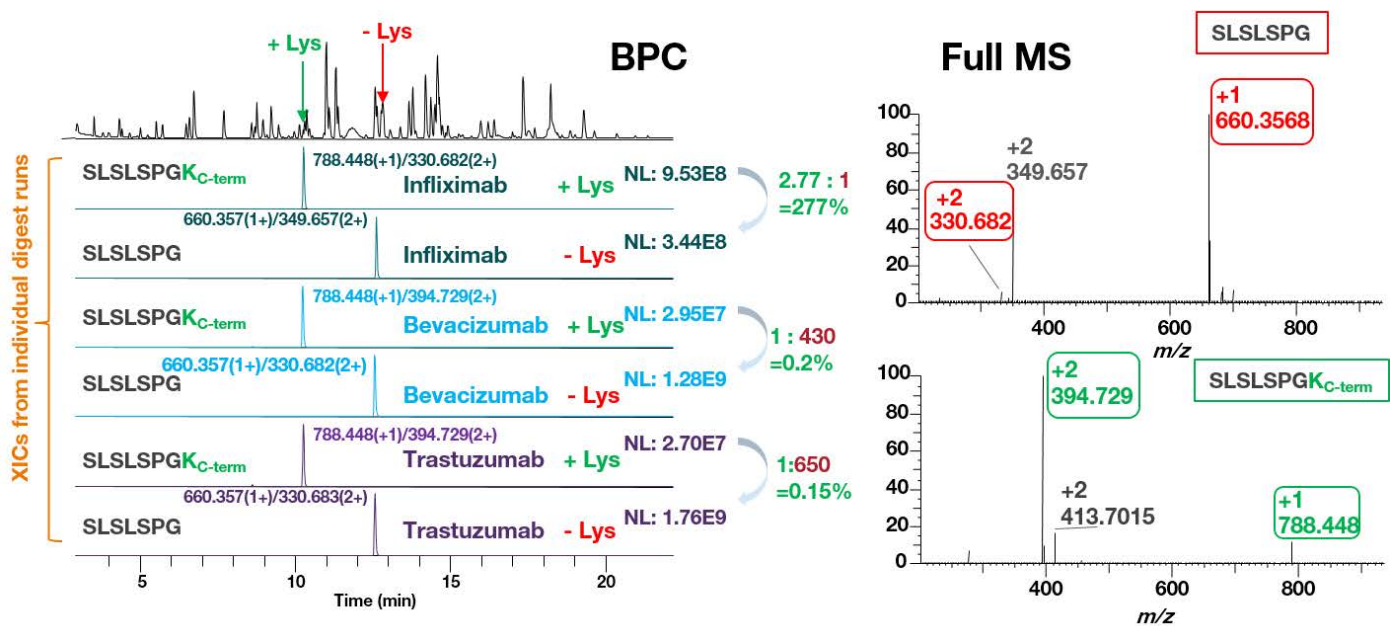 + Lys
- Lys
BPC
XICs from individual digest runs
SLSLSPGKC-term
788.448(+1)/330.682(2+)
Infliximab + Lys
NL: 9.53E8
660.357(1+)/349.657(2+)
SLSLSPG
Infliximab - Lys
NL: 3.44E8
2.77 : 1
=277%
SLSLSPGKC-term
788.448(+1)/394.729(2+)
Bevacizumab + Lys
NL: 2.95E7
660.357(1+)/330.682(2+)
SLSLSPG
Bevacizumab - Lys
NL: 1.28E9
1 : 430
=0.2%
SLSLSPGKC-term
788.448(+1)/394.729(2+)
Trastuzumab + Lys
NL: 2.70E7
660.357(1+)/330.683(2+)
SLSLSPG
Trastuzumab - Lys
NL: 1.76E9
1:650
=0.15%
5 10 15 20
Time (min)
Full MS
SLSLSPG
100
80
60
40
20
0
+1
660.3568
+2
349.657
+2
330.682
400 600 800
m/z
100
80
60
40
20
0
+2
394.729
SLSLSPGKC-term
+2
413.7015
+1
788.448
400 600 800
m/z